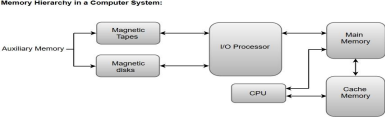 Memory Hierarchy in a Computer System:
Magnetic
Tapes
Auxiliary Memory
Magnetic
disks
I/O Processor
Main
Memory
CPU
Cache
Memory